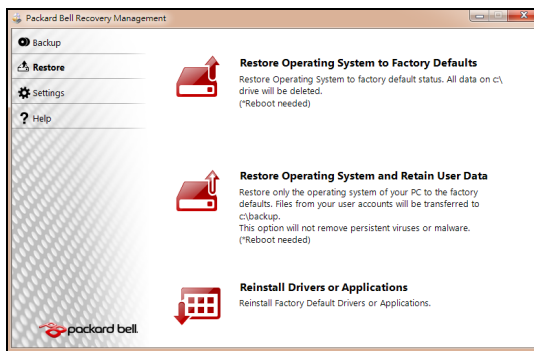 Packard Bell Recovery Management
Backup
Restore
Settings
Help
Restore Operating System to Factory Defaults
Restore Operating System to factory default status. All data on c:\
drive will be deleted.
(*Reboot needed)
Restore Operating System and Retain User Data
Restore only the operating system of your PC to the factory
defaults. Files from your user accounts will be transferred to
c:\backup.
This option will not remove persistent viruses or malware.
(*Reboot needed)
Reinstall Drivers or Applications
Reinstall Factory Default Drivers or Applications.
packard bell.